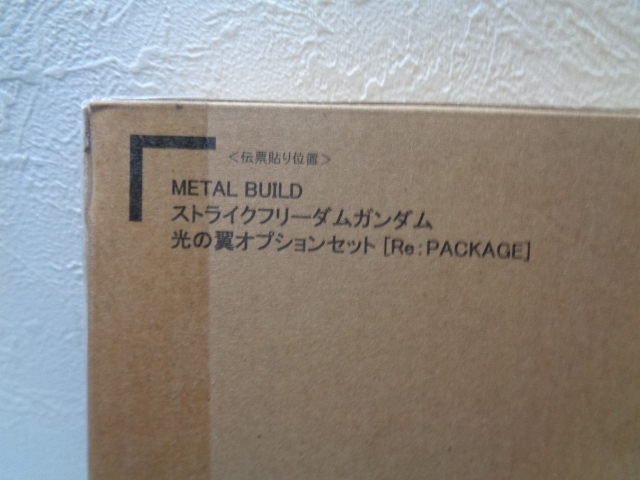 ＜伝票貼り位置＞
METAL BUILD
ストライクフリーダムガンダム
光の翼オプションセット [Re:PACKAGE]